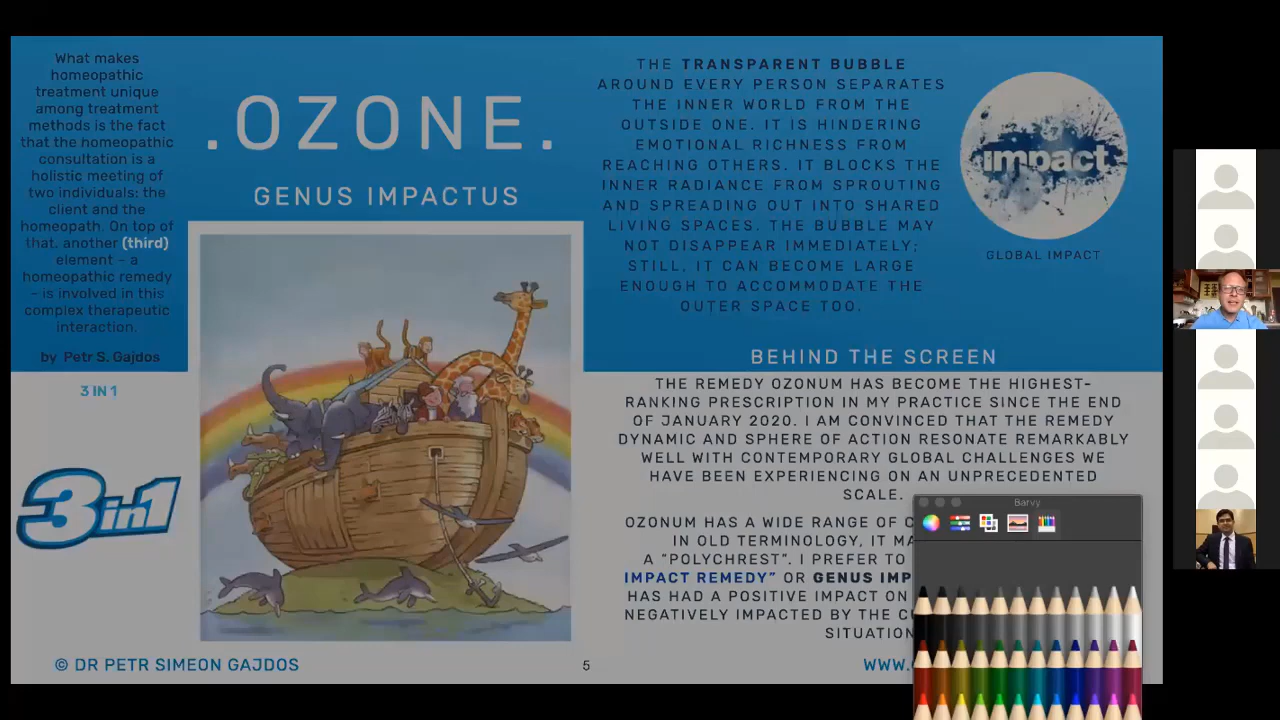 What makes
homeopathic
treatment unique
among treatment
methods is the fact
that the homeopathic
consultation is a
holistic meeting of
two individuals: the
client and the
homeopath. On top of
that, another (third)
element – a
homeopathic remedy
– is involved in this
complex therapeutic
interaction.
by Petr S. Gajdos
3 IN 1
3in1
.OZONE.
GENUS IMPACTUS
THE TRANSPARENT BUBBLE
AROUND EVERY PERSON SEPARATES
THE INNER WORLD FROM THE
OUTSIDE ONE. IT IS HINDERING
EMOTIONAL RICHNESS FROM
REACHING OTHERS. IT BLOCKS THE
INNER RADIANCE FROM SPROUTING
AND SPREADING OUT INTO SHARED
LIVING SPACES. THE BUBBLE MAY
NOT DISAPPEAR IMMEDIATELY;
STILL, IT CAN BECOME LARGE
ENOUGH TO ACCOMMODATE THE
OUTER SPACE TOO.
impact
GLOBAL IMPACT
BEHIND THE SCREEN
THE REMEDY OZONUM HAS BECOME THE HIGHEST-
RANKING PRESCRIPTION IN MY PRACTICE SINCE THE END
OF JANUARY 2020. I AM CONVINCED THAT THE REMEDY
DYNAMIC AND SPHERE OF ACTION RESONATE REMARKABLY
WELL WITH CONTEMPORARY GLOBAL CHALLENGES WE
HAVE BEEN EXPERIENCING ON AN UNPRECEDENTED
SCALE.
OZONUM HAS A WIDE RANGE OF
IN OLD TERMINOLOGY, IT
A “POLYCHREST”. I PREFER TO
IMPACT REMEDY” OR GENUS
HAS HAD A POSITIVE IMPACT ON
NEGATIVELY IMPACTED BY THE
SITUATION
Barvy
© DR PETR SIMEON GAJDOS
5
WWW.